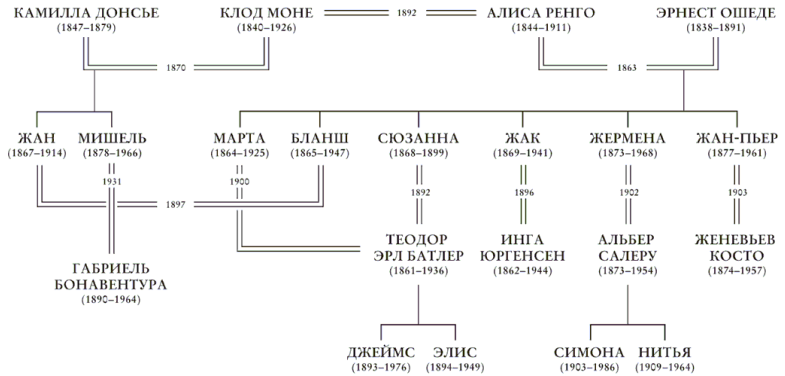 КАМИЛЛА ДОНСЬЕ КЛОД МОНЕ 1892 АЛИСА РЕНГО ЭРНЕСТ ОШЕДЕ
(1847–1879) (1840–1926) (1844–1911) (1838–1891)
1870 1863
ЖАН МИШЕЛЬ МАРТА БЛАНШ СЮЗАННА ЖАК ЖЕРМЕНА ЖАН-ПЬЕР
(1867–1914) (1878–1966) (1864–1925) (1865–1947) (1868–1899) (1869–1941) (1873–1968) (1877–1961)
1931 1900 1892 1896 1902 1903
1897
ТЕОДОР ИНГА АЛЬБЕР ЖЕНЕВЬЕВ
ЭРЛ БАТЛЕР ЮРГЕНСЕН САЛЕРУ КОСТО
(1861–1936) (1862–1944) (1873–1954) (1874–1957)
ГАБРИЕЛЬ
БОНАВЕНТУРА
(1890–1964)
ДЖЕЙМС ЭЛИС СИМОНА НИТЬЯ
(1893–1976) (1894–1949) (1903–1986) (1909–1964)